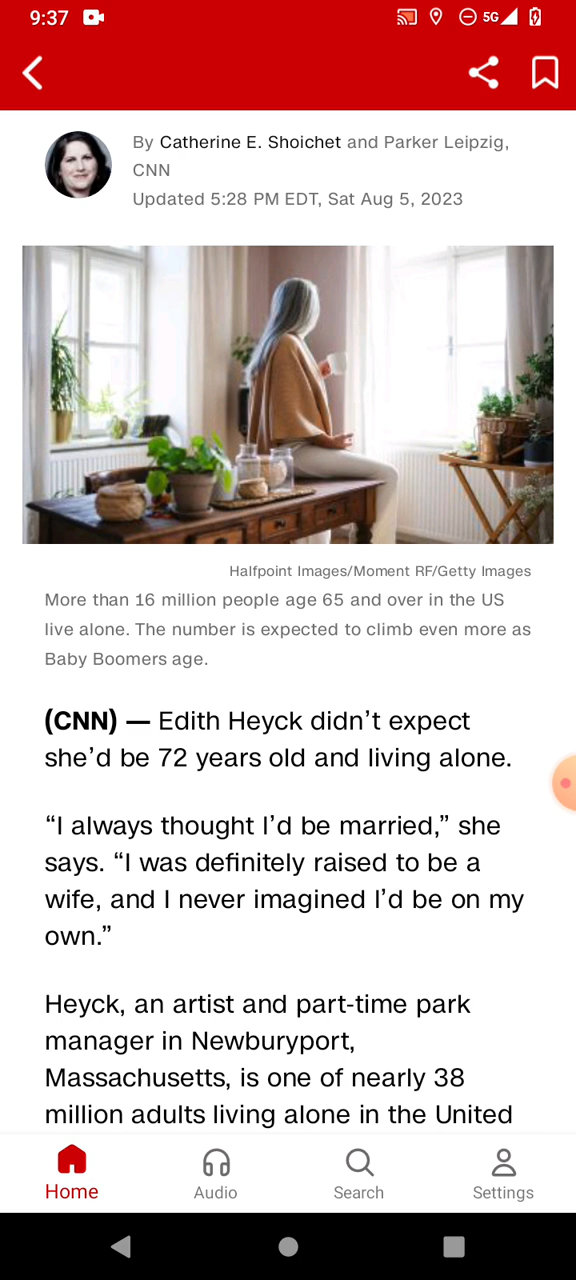 9:37
5G
By Catherine E. Shoichet and Parker Leipzig,
CNN
Updated 5:28 PM EDT, Sat Aug 5, 2023
Halfpoint Images/Moment RF/Getty Images
More than 16 million people age 65 and over in the US
live alone. The number is expected to climb even more as
Baby Boomers age.
(CNN) — Edith Heyck didn’t expect
she’d be 72 years old and living alone.
“I always thought I’d be married,” she
says. “I was definitely raised to be a
wife, and I never imagined I’d be on my
own.”
Heyck, an artist and part-time park
manager in Newburyport,
Massachusetts, is one of nearly 38
million adults living alone in the United
Home
Audio
Search
Settings